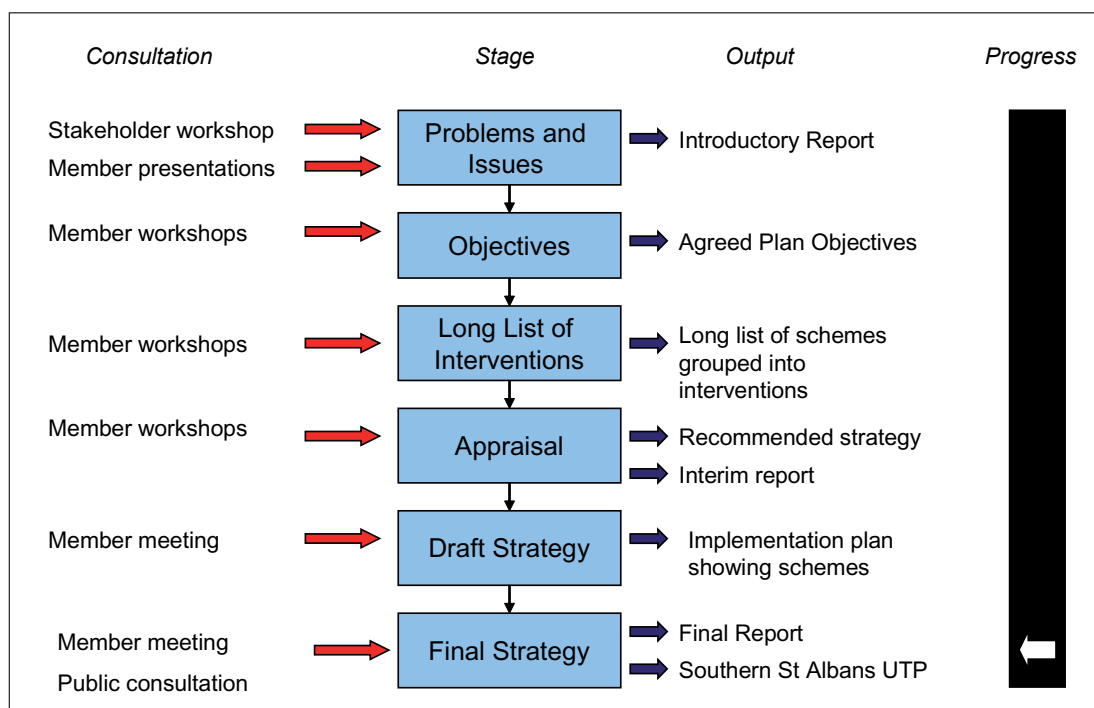 Consultation
Stage
Output
Progress
Stakeholder workshop
Member presentations
Problems and
Issues
Introductory Report
Member workshops
Objectives
Agreed Plan Objectives
Member workshops
Long List of
Interventions
Long list of schemes
grouped into
interventions
Member workshops
Appraisal
Recommended strategy
Interim report
Member meeting
Draft Strategy
Implementation plan
showing schemes
Member meeting
Public consultation
Final Strategy
Final Report
Southern St Albans UTP